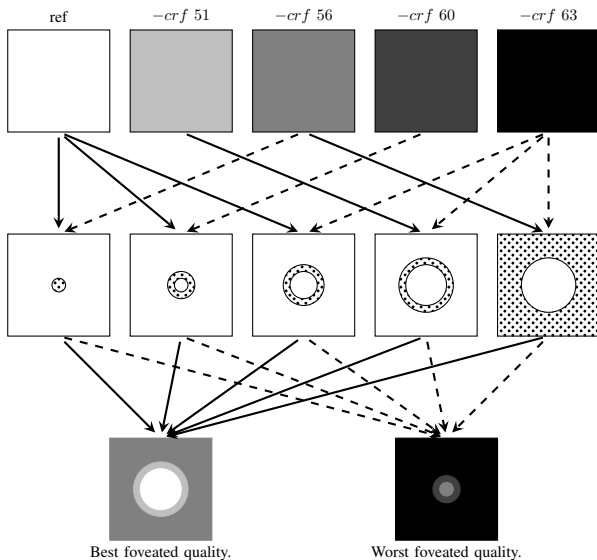 ref
−crf 51
−crf 56
−crf 60
−crf 63
Best foveated quality.
Worst foveated quality.